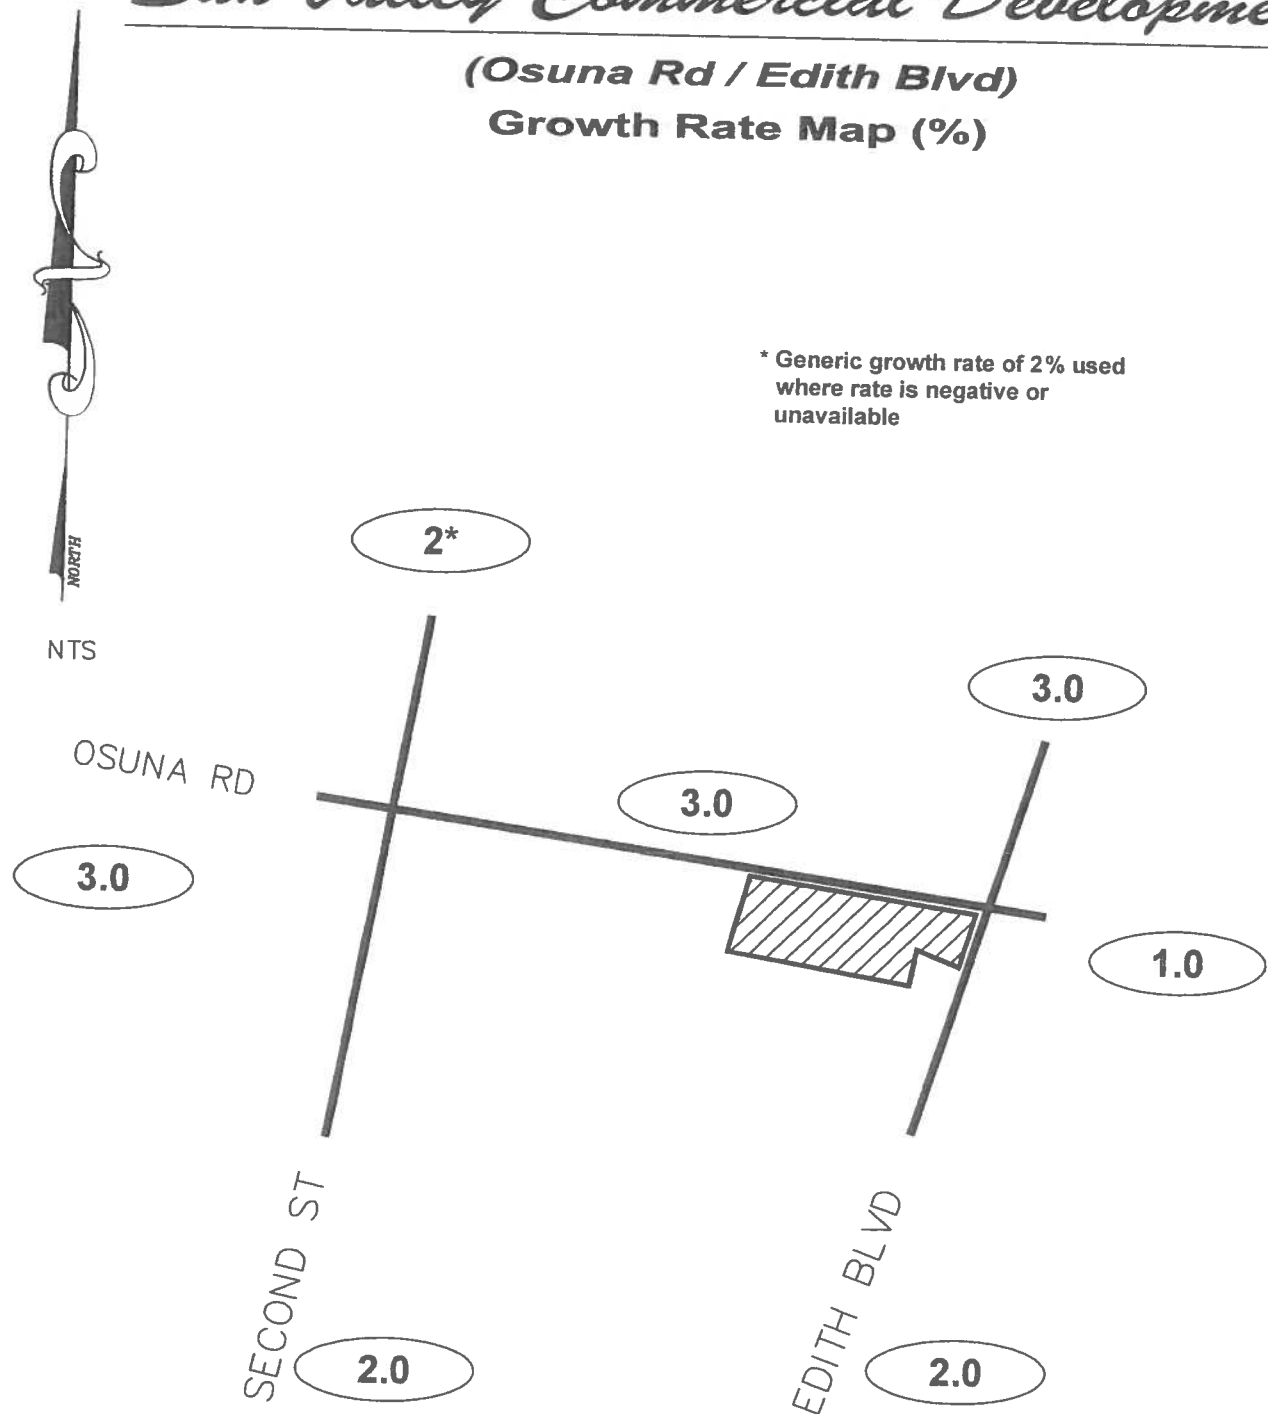 Commercial
(Osuna Rd / Edith Blvd)
Growth Rate Map (%)
* Generic growth rate of 2% used
where rate is negative or
unavailable
2*
NORTH
NTS
3.0
OSUNA RD
3.0
3.0
1.0
SECOND ST
EDITH BLVD
2.0
2.0